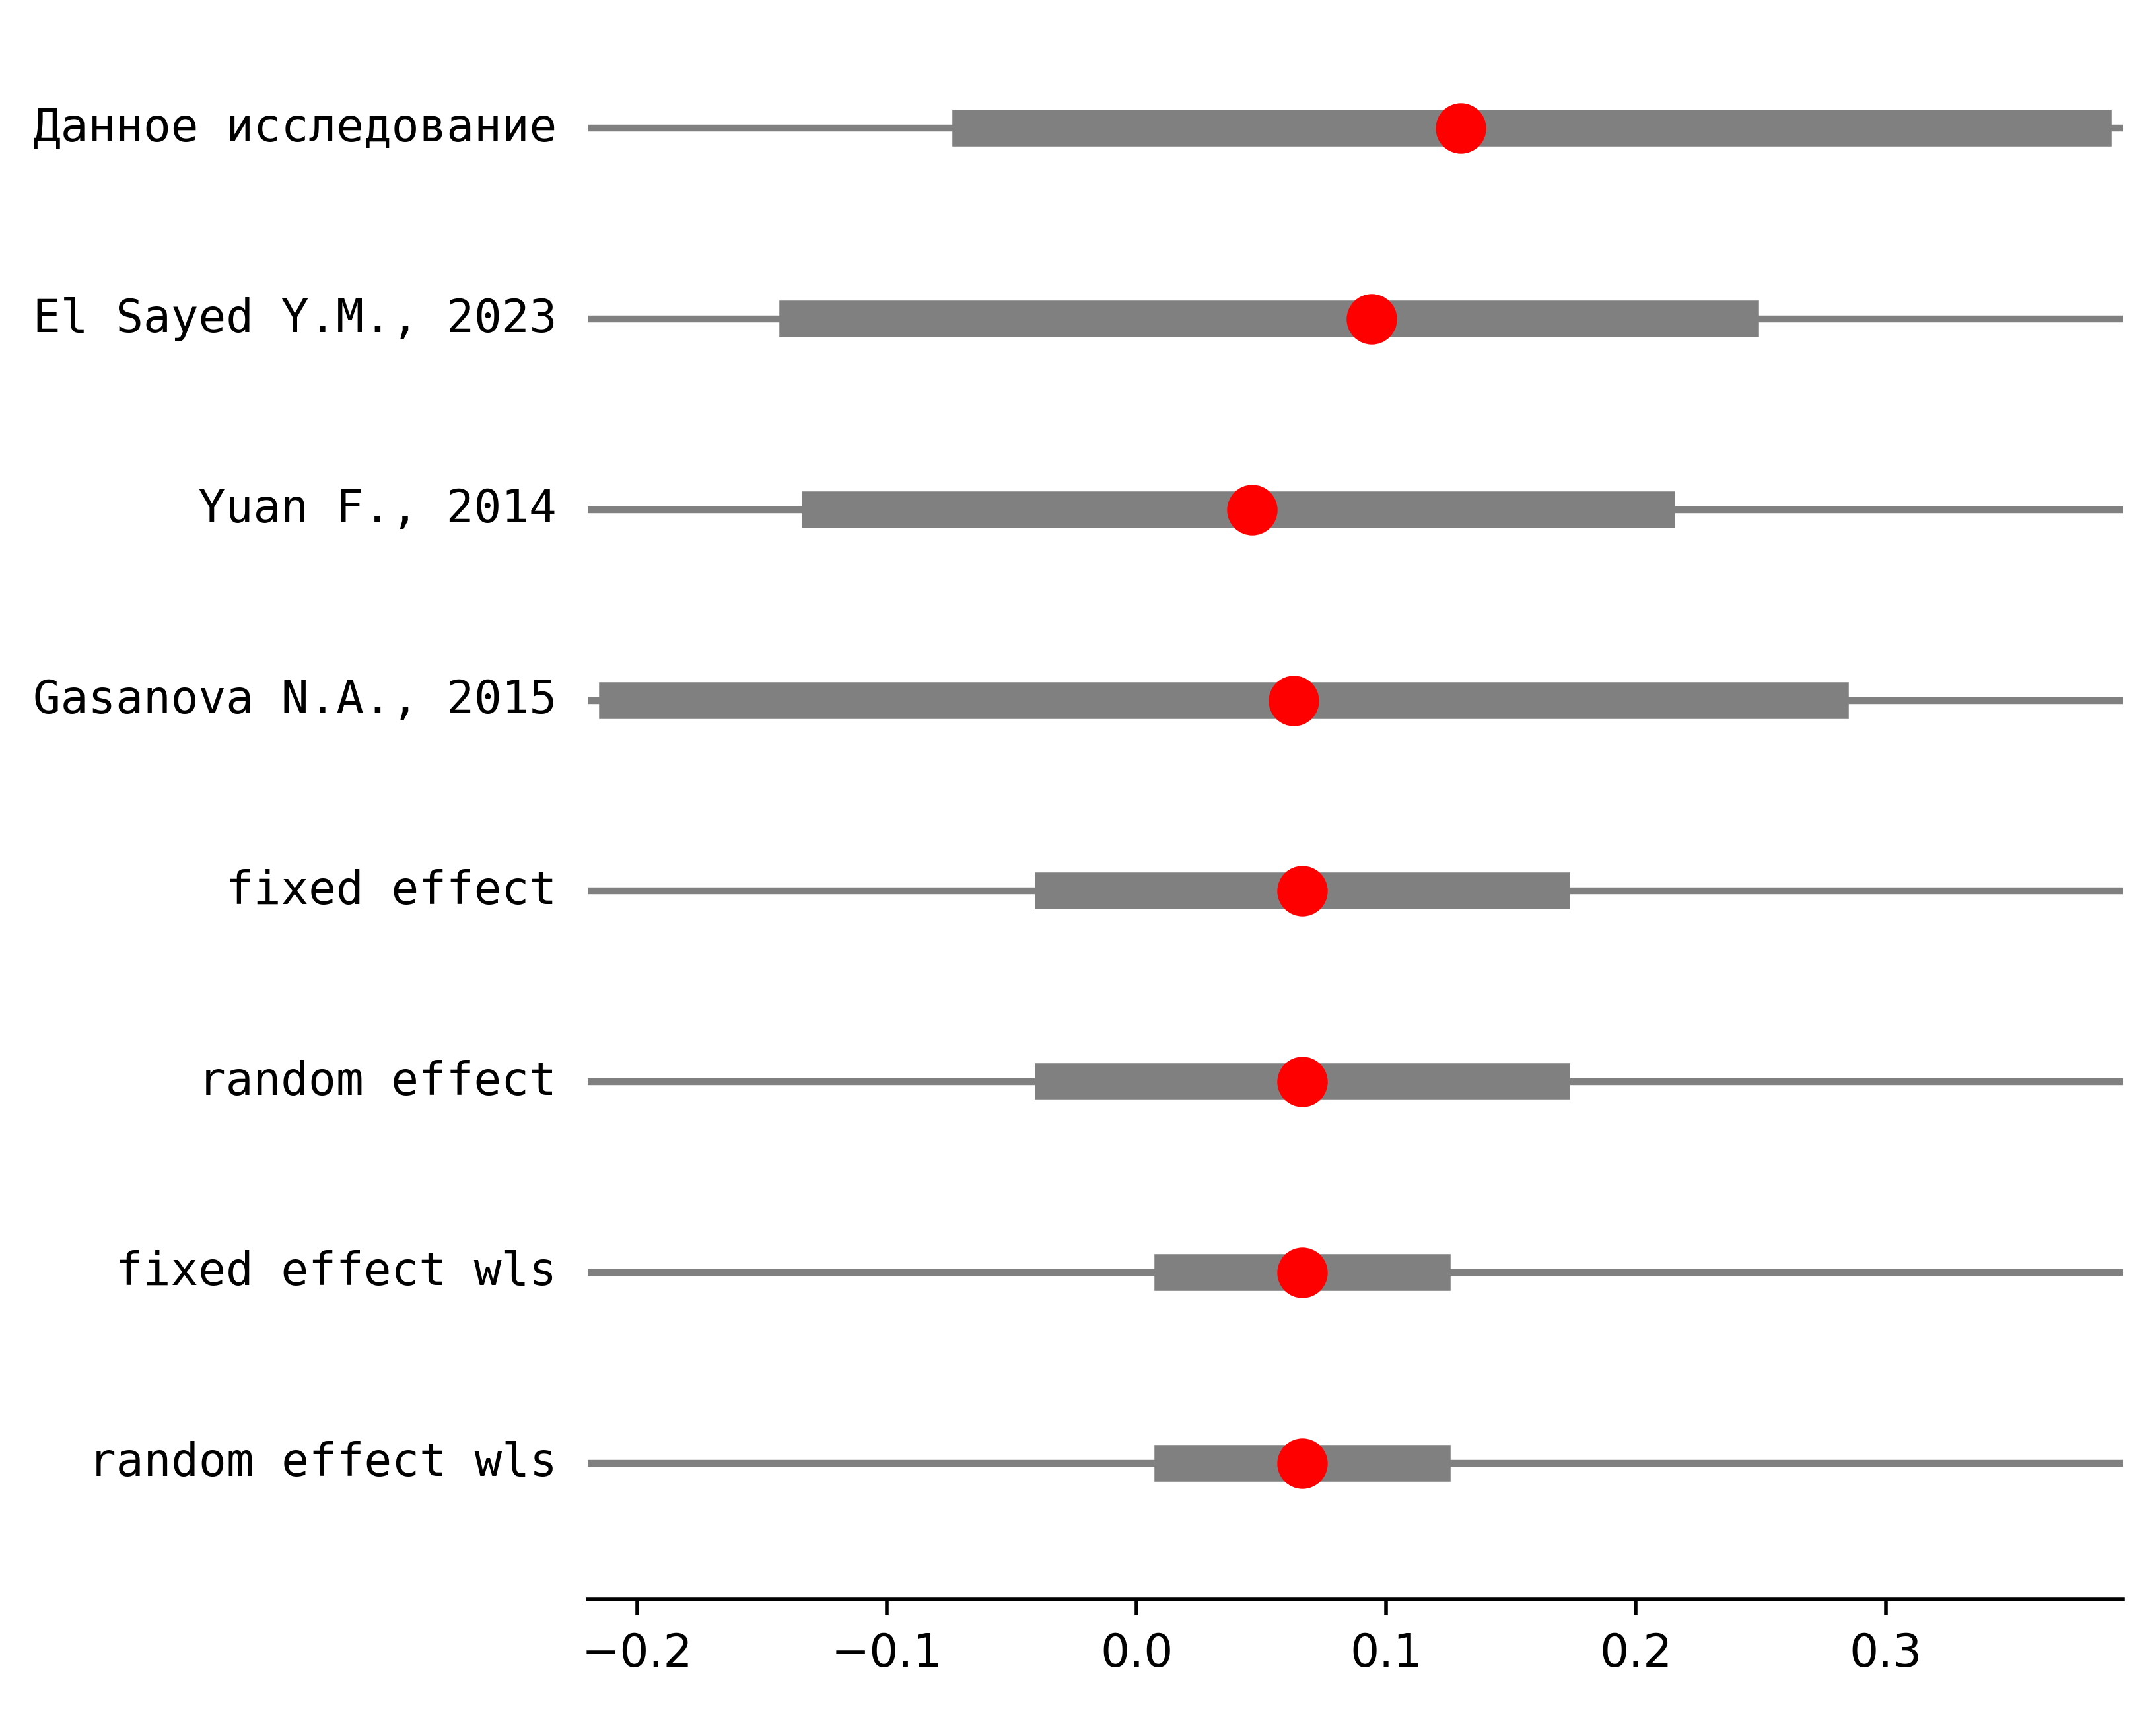 Данное исследование
El Sayed Y.M., 2023
Yuan F., 2014
Gasanova N.A., 2015
fixed effect
random effect
fixed effect wls
random effect wls
−0.2 −0.1 0.0 0.1 0.2 0.3